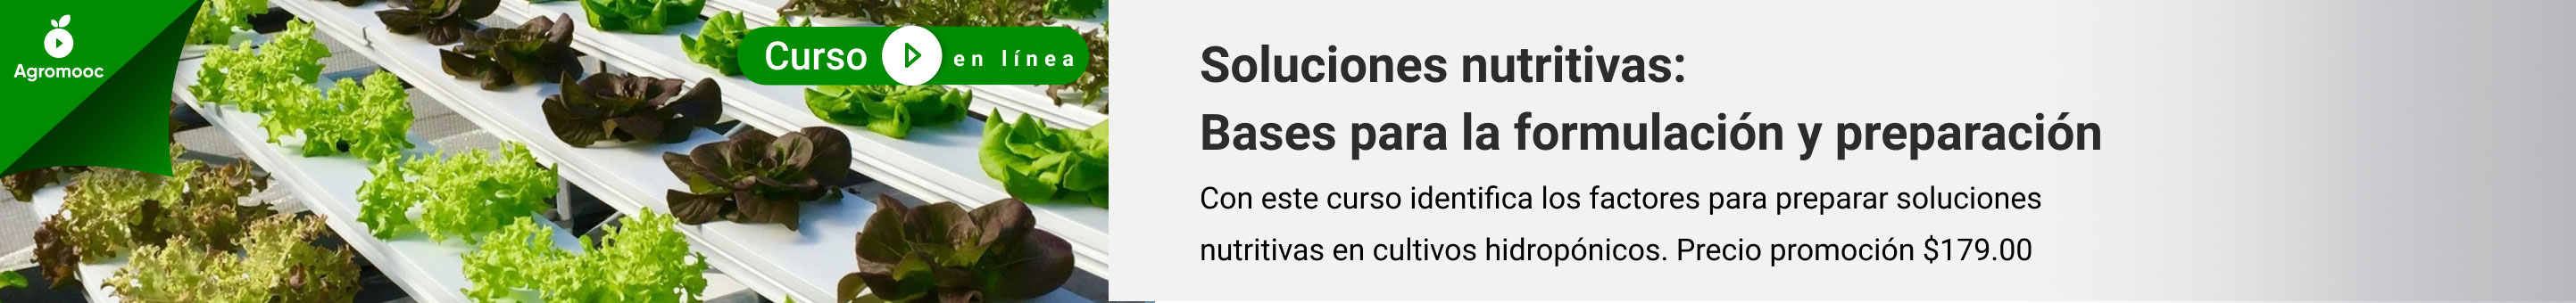 Agromooc
Curso en línea
Soluciones nutritivas:
Bases para la formulación y preparación
Con este curso identifica los factores para preparar soluciones
nutritivas en cultivos hidropónicos. Precio promoción $179.00